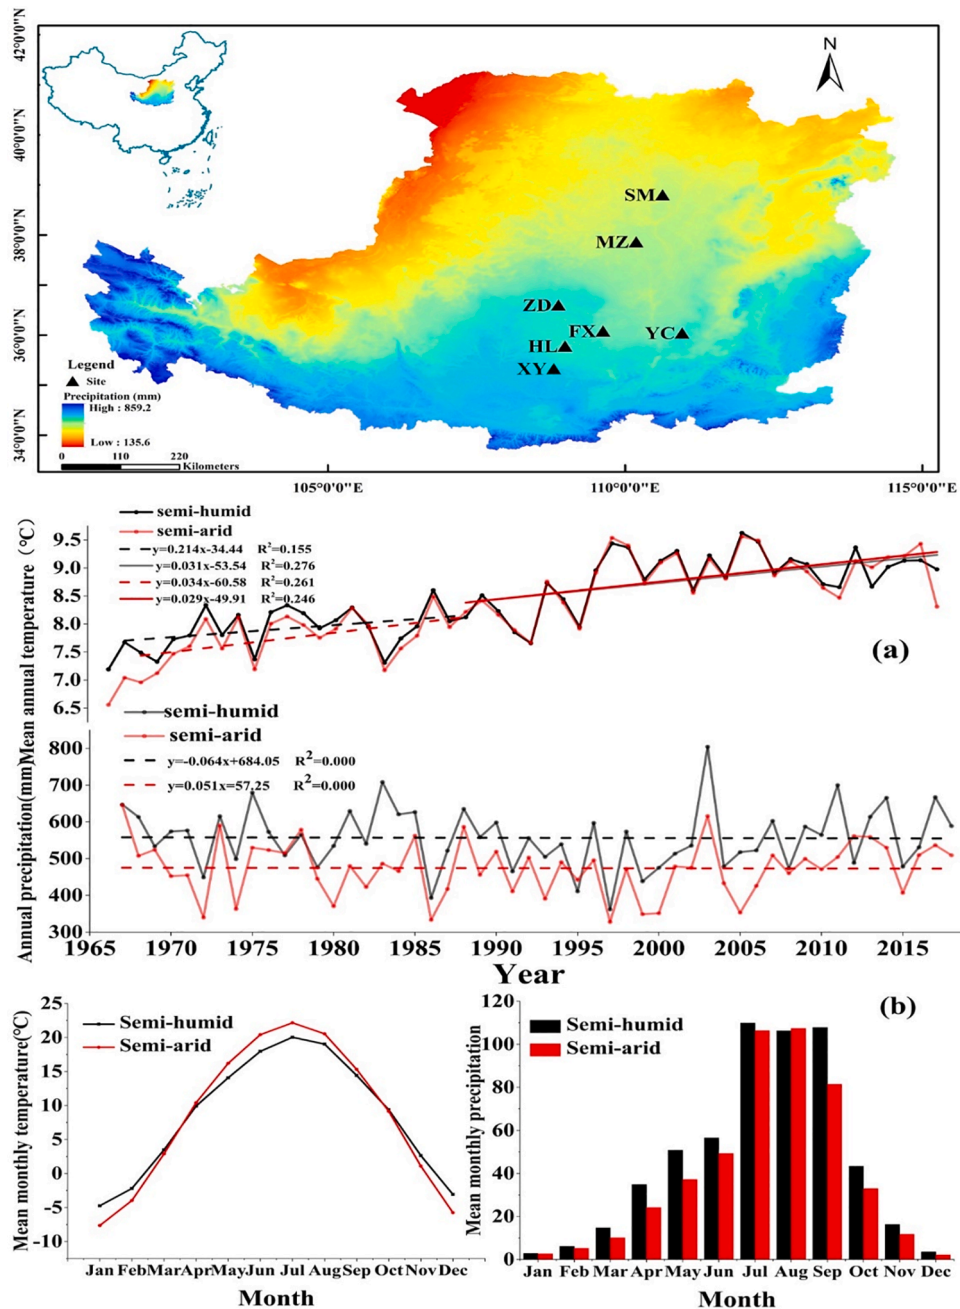 42°0'0"N
40°0'0"N
38°0'0"N
36°0'0"N
34°0'0"N
N
SM
MZ
ZD
FX
YC
HL
XY
Legend
Site
Precipitation (mm)
High : 859.2
Low : 135.6
0 110 220
Kilometers
105°0'0"E 110°0'0"E 115°0'0"E
Mean annual temperature (℃)
9.5
9.0
8.5
8.0
7.5
7.0
6.5
semi-humid
semi-arid
y=0.214x-34.44 R²=0.155
y=0.031x-53.54 R²=0.276
y=0.034x-60.58 R²=0.261
y=0.029x-49.91 R²=0.246
(a)
Annual precipitation(mm)
800
700
600
500
400
300
semi-humid
semi-arid
y=-0.064x+684.05 R²=0.000
y=0.051x=57.25 R²=0.000
1965 1970 1975 1980 1985 1990 1995 2000 2005 2010 2015
Year
Mean monthly temperature(℃)
25
20
15
10
5
0
-5
-10
Semi-humid
Semi-arid
Jan Feb Mar Apr May Jun Jul Aug Sep Oct Nov Dec
Month
Mean monthly precipitation
120
100
80
60
40
20
0
Semi-humid
Semi-arid
(b)
Jan Feb Mar Apr May Jun Jul Aug Sep Oct Nov Dec
Month